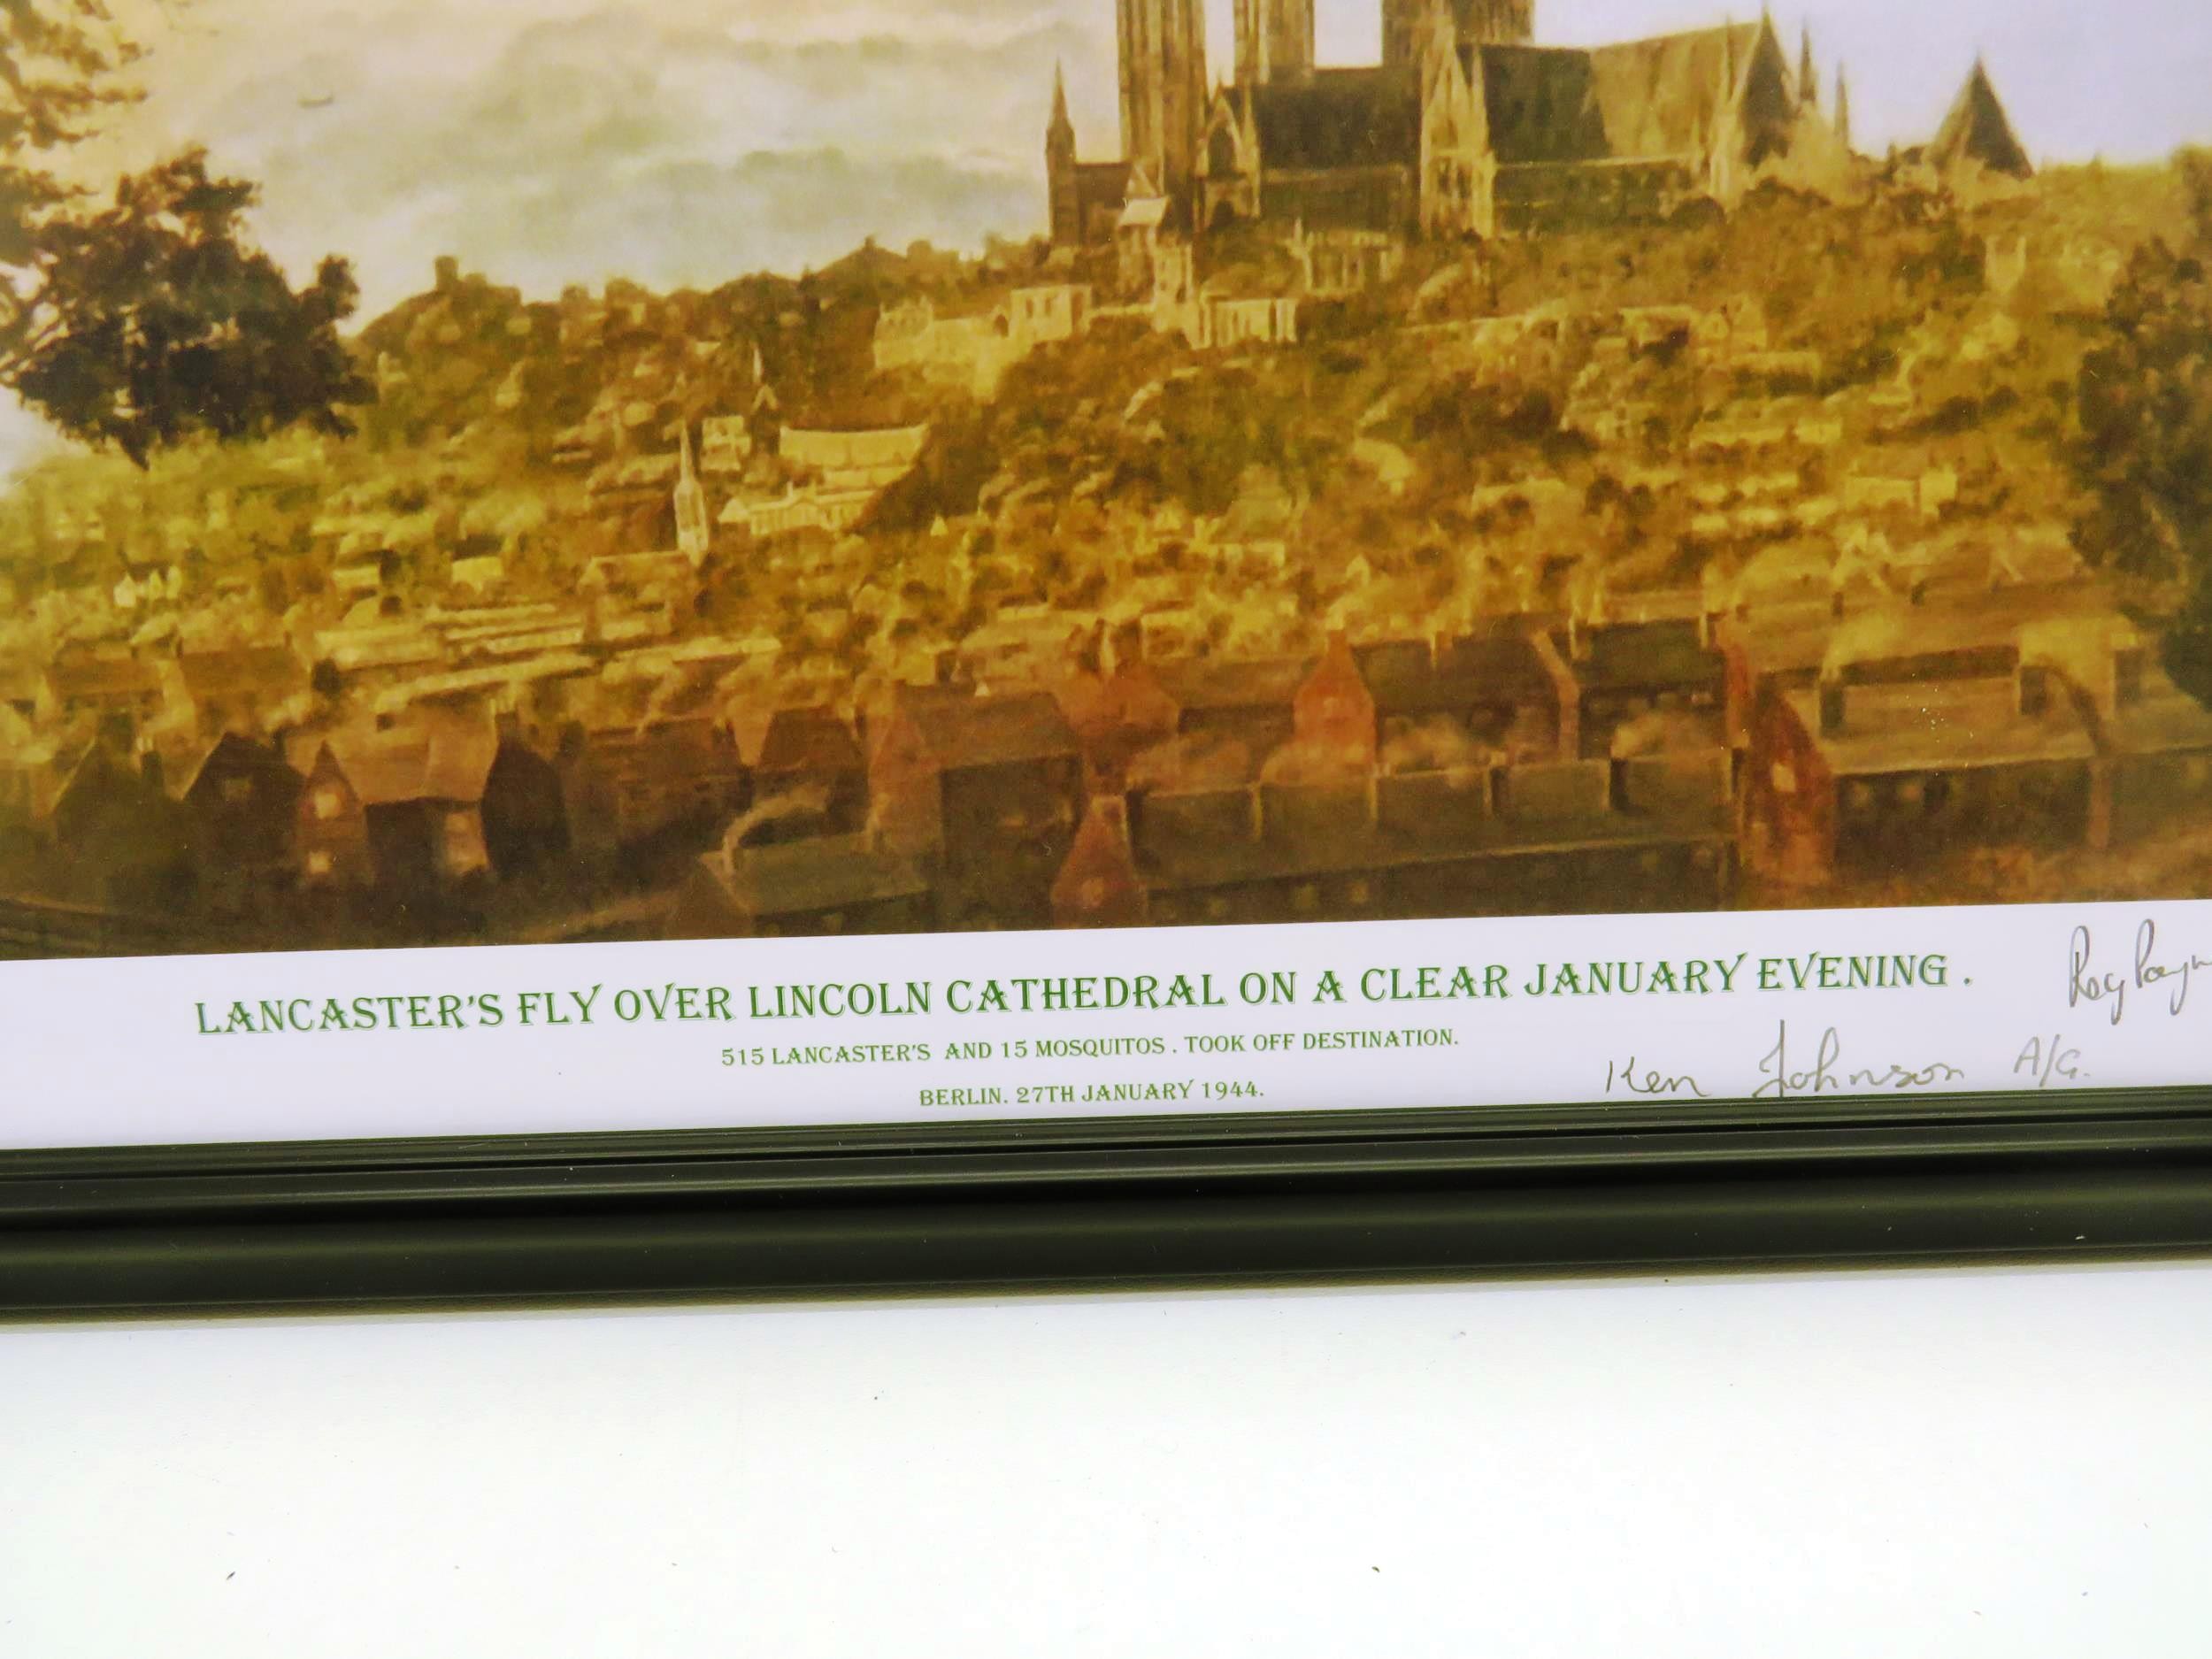 LANCASTER'S FLY OVER LINCOLN CATHEDRAL ON A CLEAR JANUARY EVENING .
515 LANCASTER'S AND 15 MOSQUITOS . TOOK OFF DESTINATION.
BERLIN. 27TH JANUARY 1944.
Ken Johnson A/G.